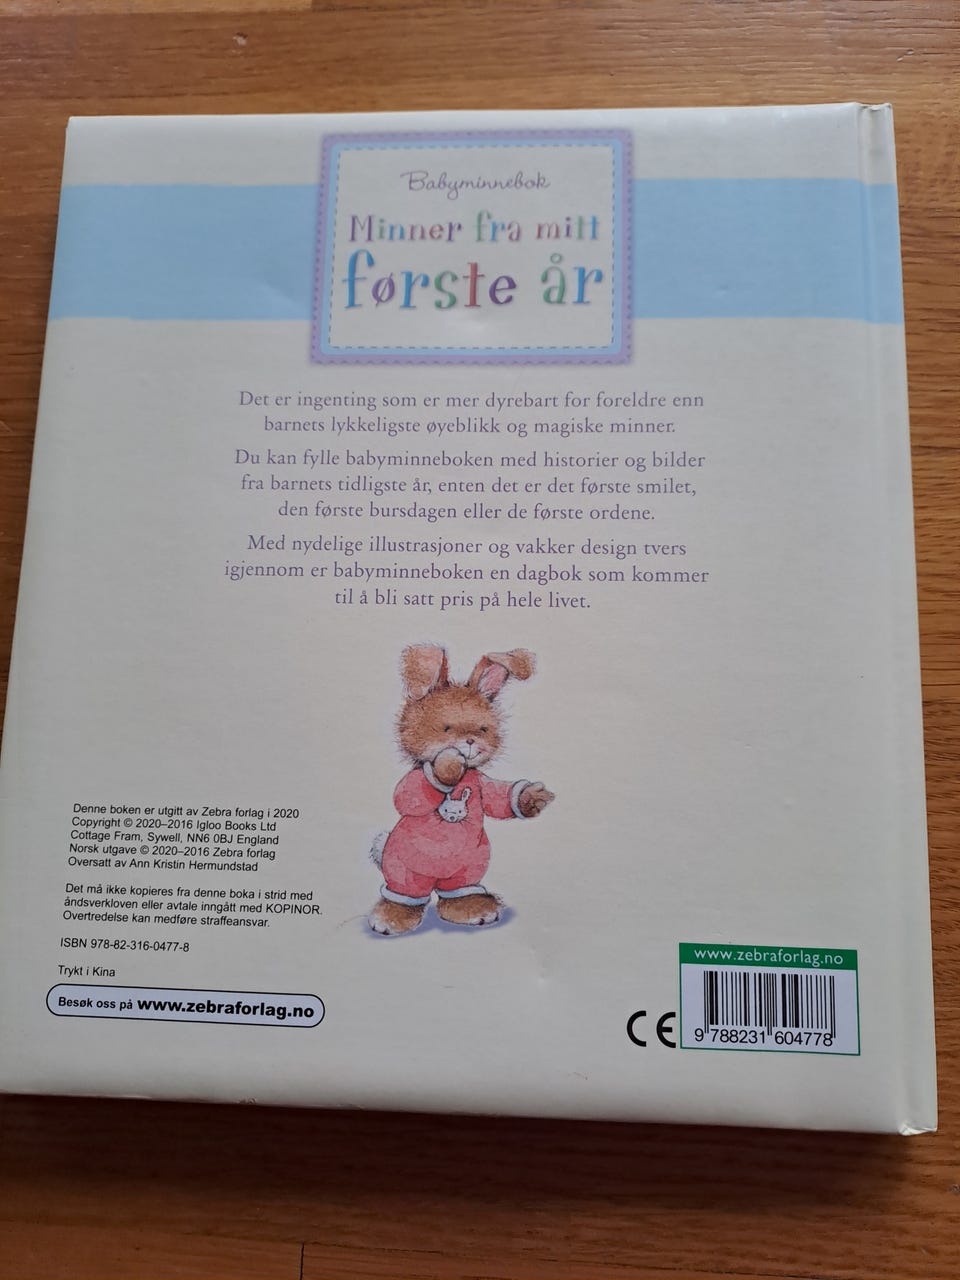 Babyminnebok
Minner fra mitt
første år
Det er ingenting som er mer dyrebart for foreldre enn
barnets lykkeligste øyeblikk og magiske minner.
Du kan fylle babyminneboken med historier og bilder
fra barnets tidligste år, enten det er det første smilet,
den første bursdagen eller de første ordene.
Med nydelige illustrasjoner og vakker design tvers
igjennom er babyminneboken en dagbok som kommer
til å bli satt pris på hele livet.
Denne boken er utgitt av Zebra forlag i 2020
Copyright © 2020–2016 Igloo Books Ltd
Cottage Fram, Sywell, NN6 0BJ England
Norsk utgave © 2020–2016 Zebra forlag
Oversatt av Ann Kristin Hermundstad
Det må ikke kopieres fra denne boka i strid med
åndsverkloven eller avtale inngått med KOPINOR.
Overtredelse kan medføre straffeansvar.
ISBN 978-82-316-0477-8
Trykt i Kina
Besøk oss på www.zebraforlag.no
www.zebraforlag.no
CE
9 788231 604778